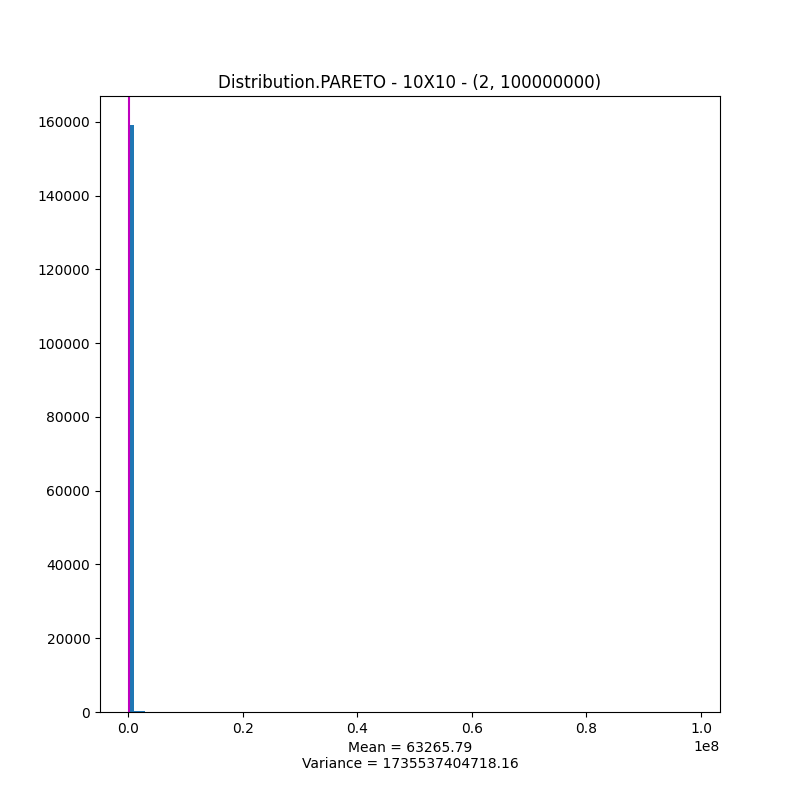 Distribution.PARETO - 10X10 - (2, 100000000)
160000
140000
120000
100000
80000
60000
40000
20000
0
0.0 0.2 0.4 0.6 0.8 1.0
1e8
Mean = 63265.79
Variance = 1735537404718.16